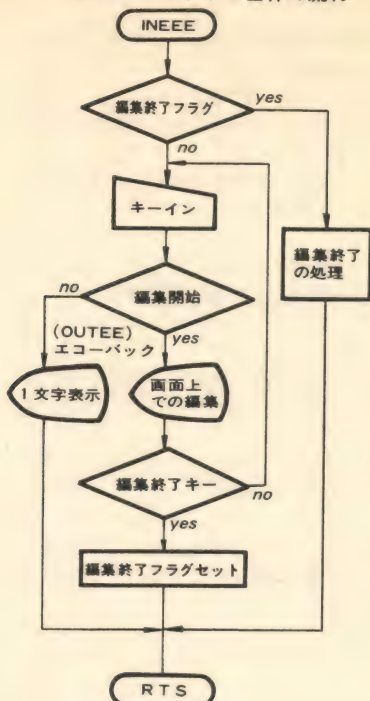 INEEE
編集終了フラグ
yes
no
キーイン
編集終了
の処理
編集開始
no
yes
(OUTEE)
エコーバック
1文字表示
画面上
での編集
編集終了キー
no
yes
編集終了フラグセット
RTS